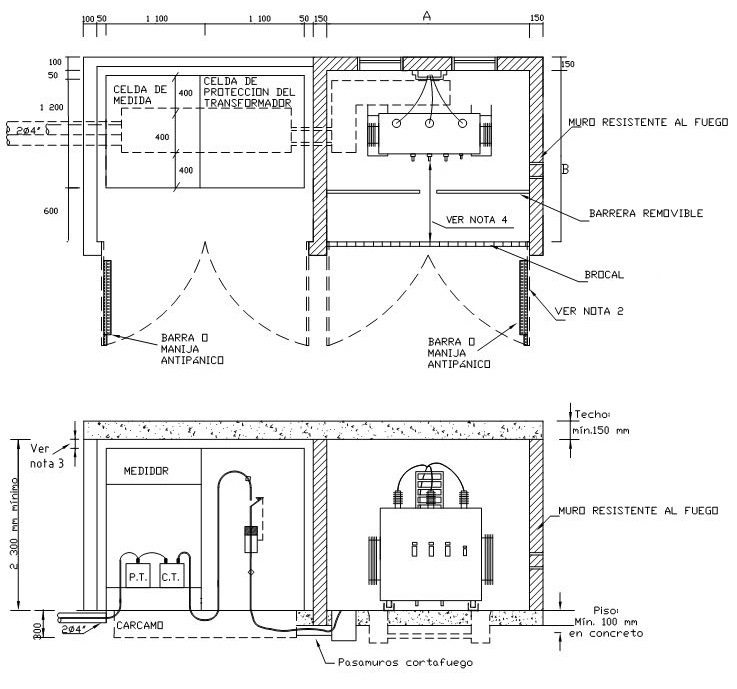 100 50 1 100 1 100 50 150 A 150
100
50
1 200
600
CELDA DE
MEDIDA
400
CELDA DE
PROTECCION DEL
TRANSFORMADOR
400
400
2Ø4"
150
MURO RESISTENTE AL FUEGO
B
BARRERA REMOVIBLE
VER NOTA 4
BROCAL
VER NOTA 2
BARRA O
MANIJA
ANTIPáNICO
BARRA O
MANIJA
ANTIPáNICO
Techo:
mín.150 mm
Ver
nota 3
MEDIDOR
2 300 mm mínimo
MURO RESISTENTE AL FUEGO
P.T.
C.T.
300
2Ø4"
CARCAMO
Piso:
Mín. 100 mm
en concreto
Pasamuros cortafuego